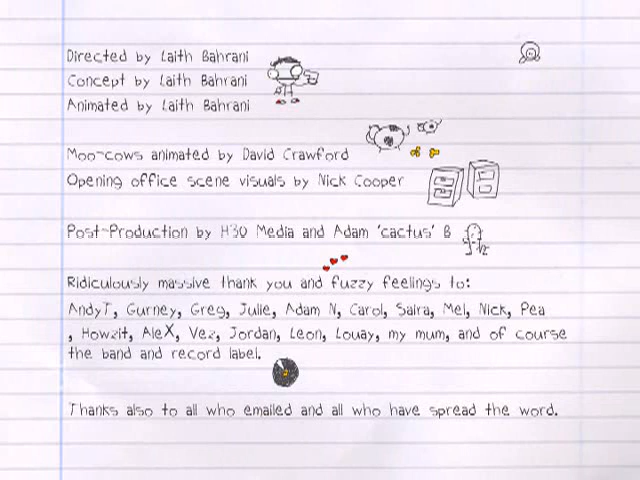 Directed by Laith Bahrani
Concept by Laith Bahrani
Animated by Laith Bahrani
Moo-cows animated by David Crawford
Opening office scene visuals by Nick Cooper
Post-Production by H30 Media and Adam 'cactus' B
Ridiculously massive thank you and fuzzy feelings to:
AndyT, Gurney, Greg, Julie, Adam N, Carol, Saira, Mel, Nick, Pea
, Howzit, AleX, Vez, Jordan, Leon, Louay, my mum, and of course
the band and record label.
Thanks also to all who emailed and all who have spread the word.